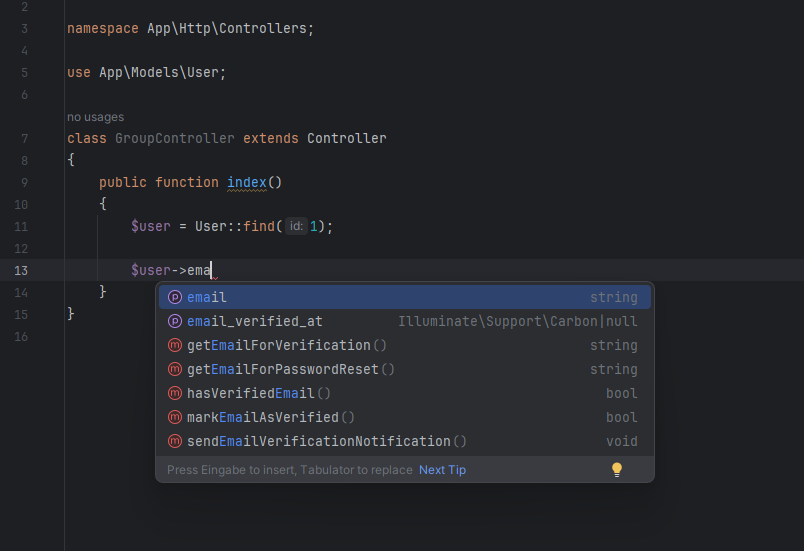 2
3 namespace App\Http\Controllers;
4
5 use App\Models\User;
6
no usages
7 class GroupController extends Controller
8 {
9 public function index()
10 {
11 $user = User::find( id: 1);
12
13 $user->ema
14 }
15 }
16
p email string
p email_verified_at Illuminate\Support\Carbon|null
m getEmailForVerification() string
m getEmailForPasswordReset() string
m hasVerifiedEmail() bool
m markEmailAsVerified() bool
m sendEmailVerificationNotification() void
Press Eingabe to insert, Tabulator to replace Next Tip